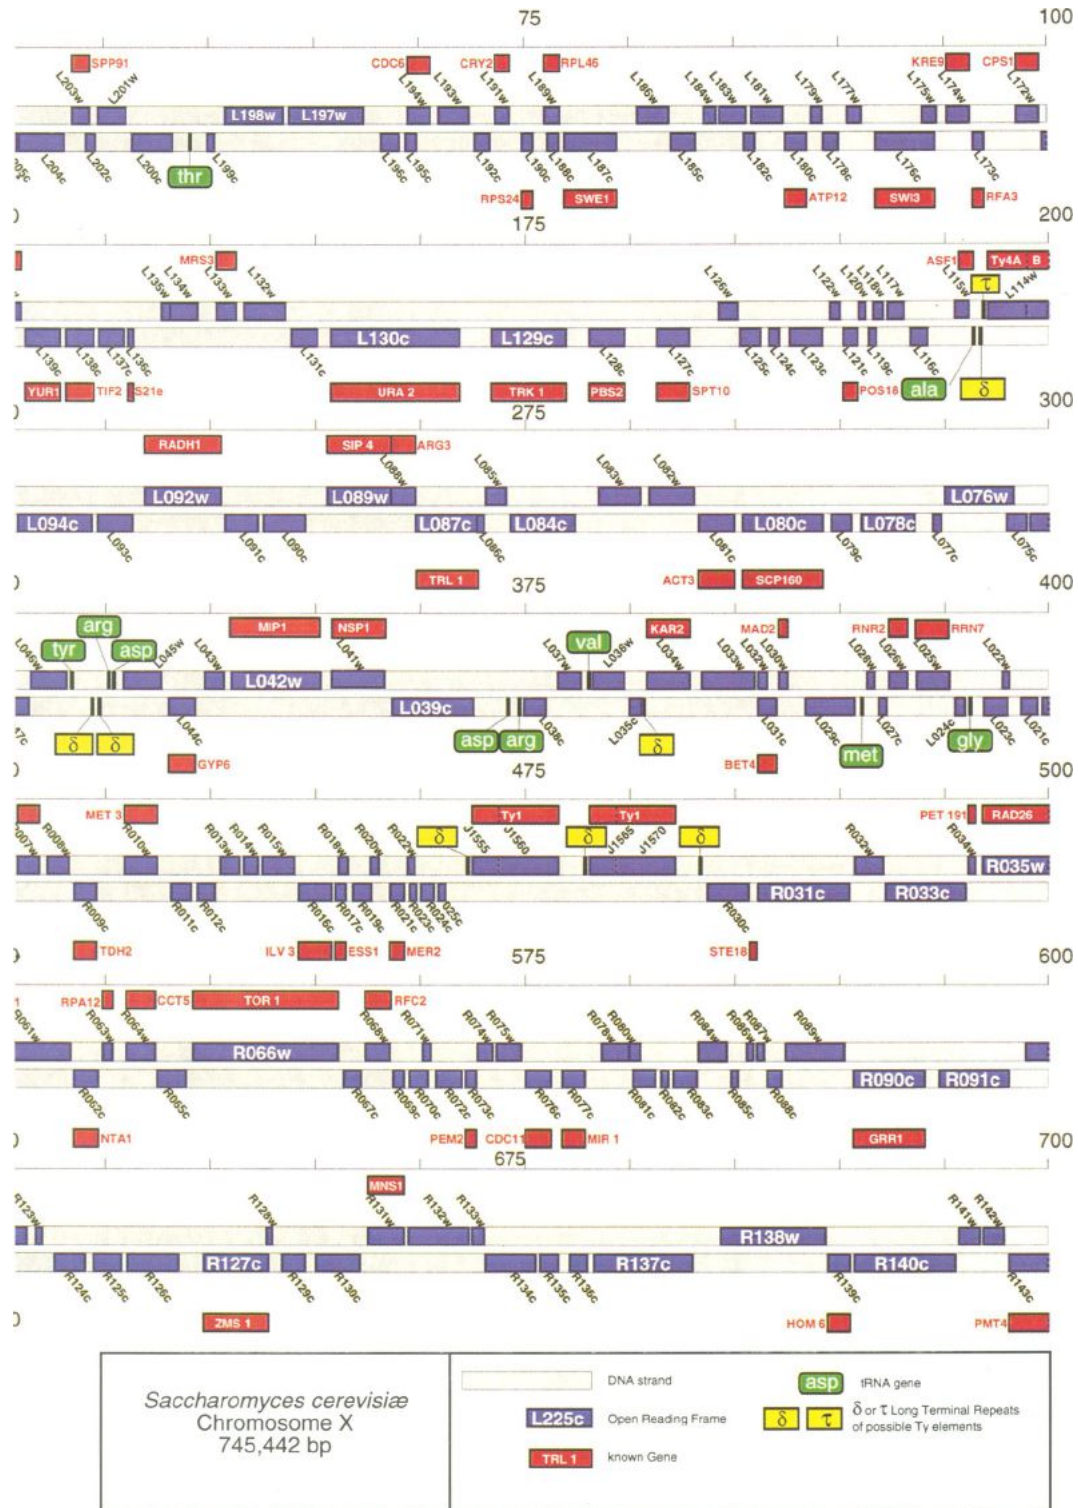 75 100
SPP91 CDC6 CRY2 RPL46 KRE9 CPS1
L203w L201w L194w L193w L191w L189w L186w L184w L183w L181w L179w L177w L175w L174w L172w
L198w L197w
L204c L202c L200c L199c L196c L195c L192c L190c L188c L187c L185c L182c L180c L178c L176c L173c
thr
RPS24 SWE1 ATP12 SWI3 RFA3
175 200
MRS3 ASF1 Ty4A B
τ
L135w L134w L133w L132w L126w L122w L120w L118w L117w L115w L114w
L130c L129c
L139c L138c L137c L136c L131c L128c L127c L125c L124c L123c L121c L119c L116c
YUR1 TIF2 S21e URA 2 TRK 1 PBS2 SPT10 POS18 ala δ
275 300
RADH1 SIP 4 ARG3
L088w L085w L083w L082w
L092w L089w L076w
L094c L087c L084c L080c L078c
L093c L091c L090c L086c L081c L079c L077c L075c
TRL 1 ACT3 SCP160
375 400
arg MIP1 NSP1 KAR2 MAD2 RNR2 RRN7
tyr asp val
L046w L045w L043w L041w L037w L036w L034w L033w L032w L030w L028w L026w L025w L022w
L042w
L039c
47c L044c L038c L035c L031c L029c L027c L024c L023c L021c
δ δ asp arg δ met gly
GYP6 BET4
475 500
MET 3 Ty1 Ty1 PET 191 RAD26
δ δ δ
R007w R008w R010w R013w R014w R015w R018w R020w R022w J1555 J1560 J1565 J1570 R032w R034w
R035w
R031c R033c
R009c R011c R012c R016c R017c R019c R021c R023c R024c 025c R030c
TDH2 ILV 3 ESS1 MER2 STE18
575 600
1 RPA12 CCT5 TOR 1 RFC2
R061w R063w R064w R068w R071w R074w R075w R078w R080w R084w R086w R087w R089w
R066w
R090c R091c
R062c R065c R067c R069c R070c R072c R073c R076c R077c R081c R082c R083c R085c R088c
NTA1 PEM2 CDC11 MIR 1 GRR1
675 700
MNS1
R123w R128w R131w R132w R133w R141w R142w
R138w
R127c R137c R140c
R124c R125c R126c R129c R130c R134c R135c R136c R139c R143c
ZMS 1 HOM 6 PMT4
Saccharomyces cerevisiæ
Chromosome X
745,442 bp
DNA strand
L225c Open Reading Frame
TRL 1 known Gene
asp tRNA gene
δ τ δ or τ Long Terminal Repeats
of possible Ty elements